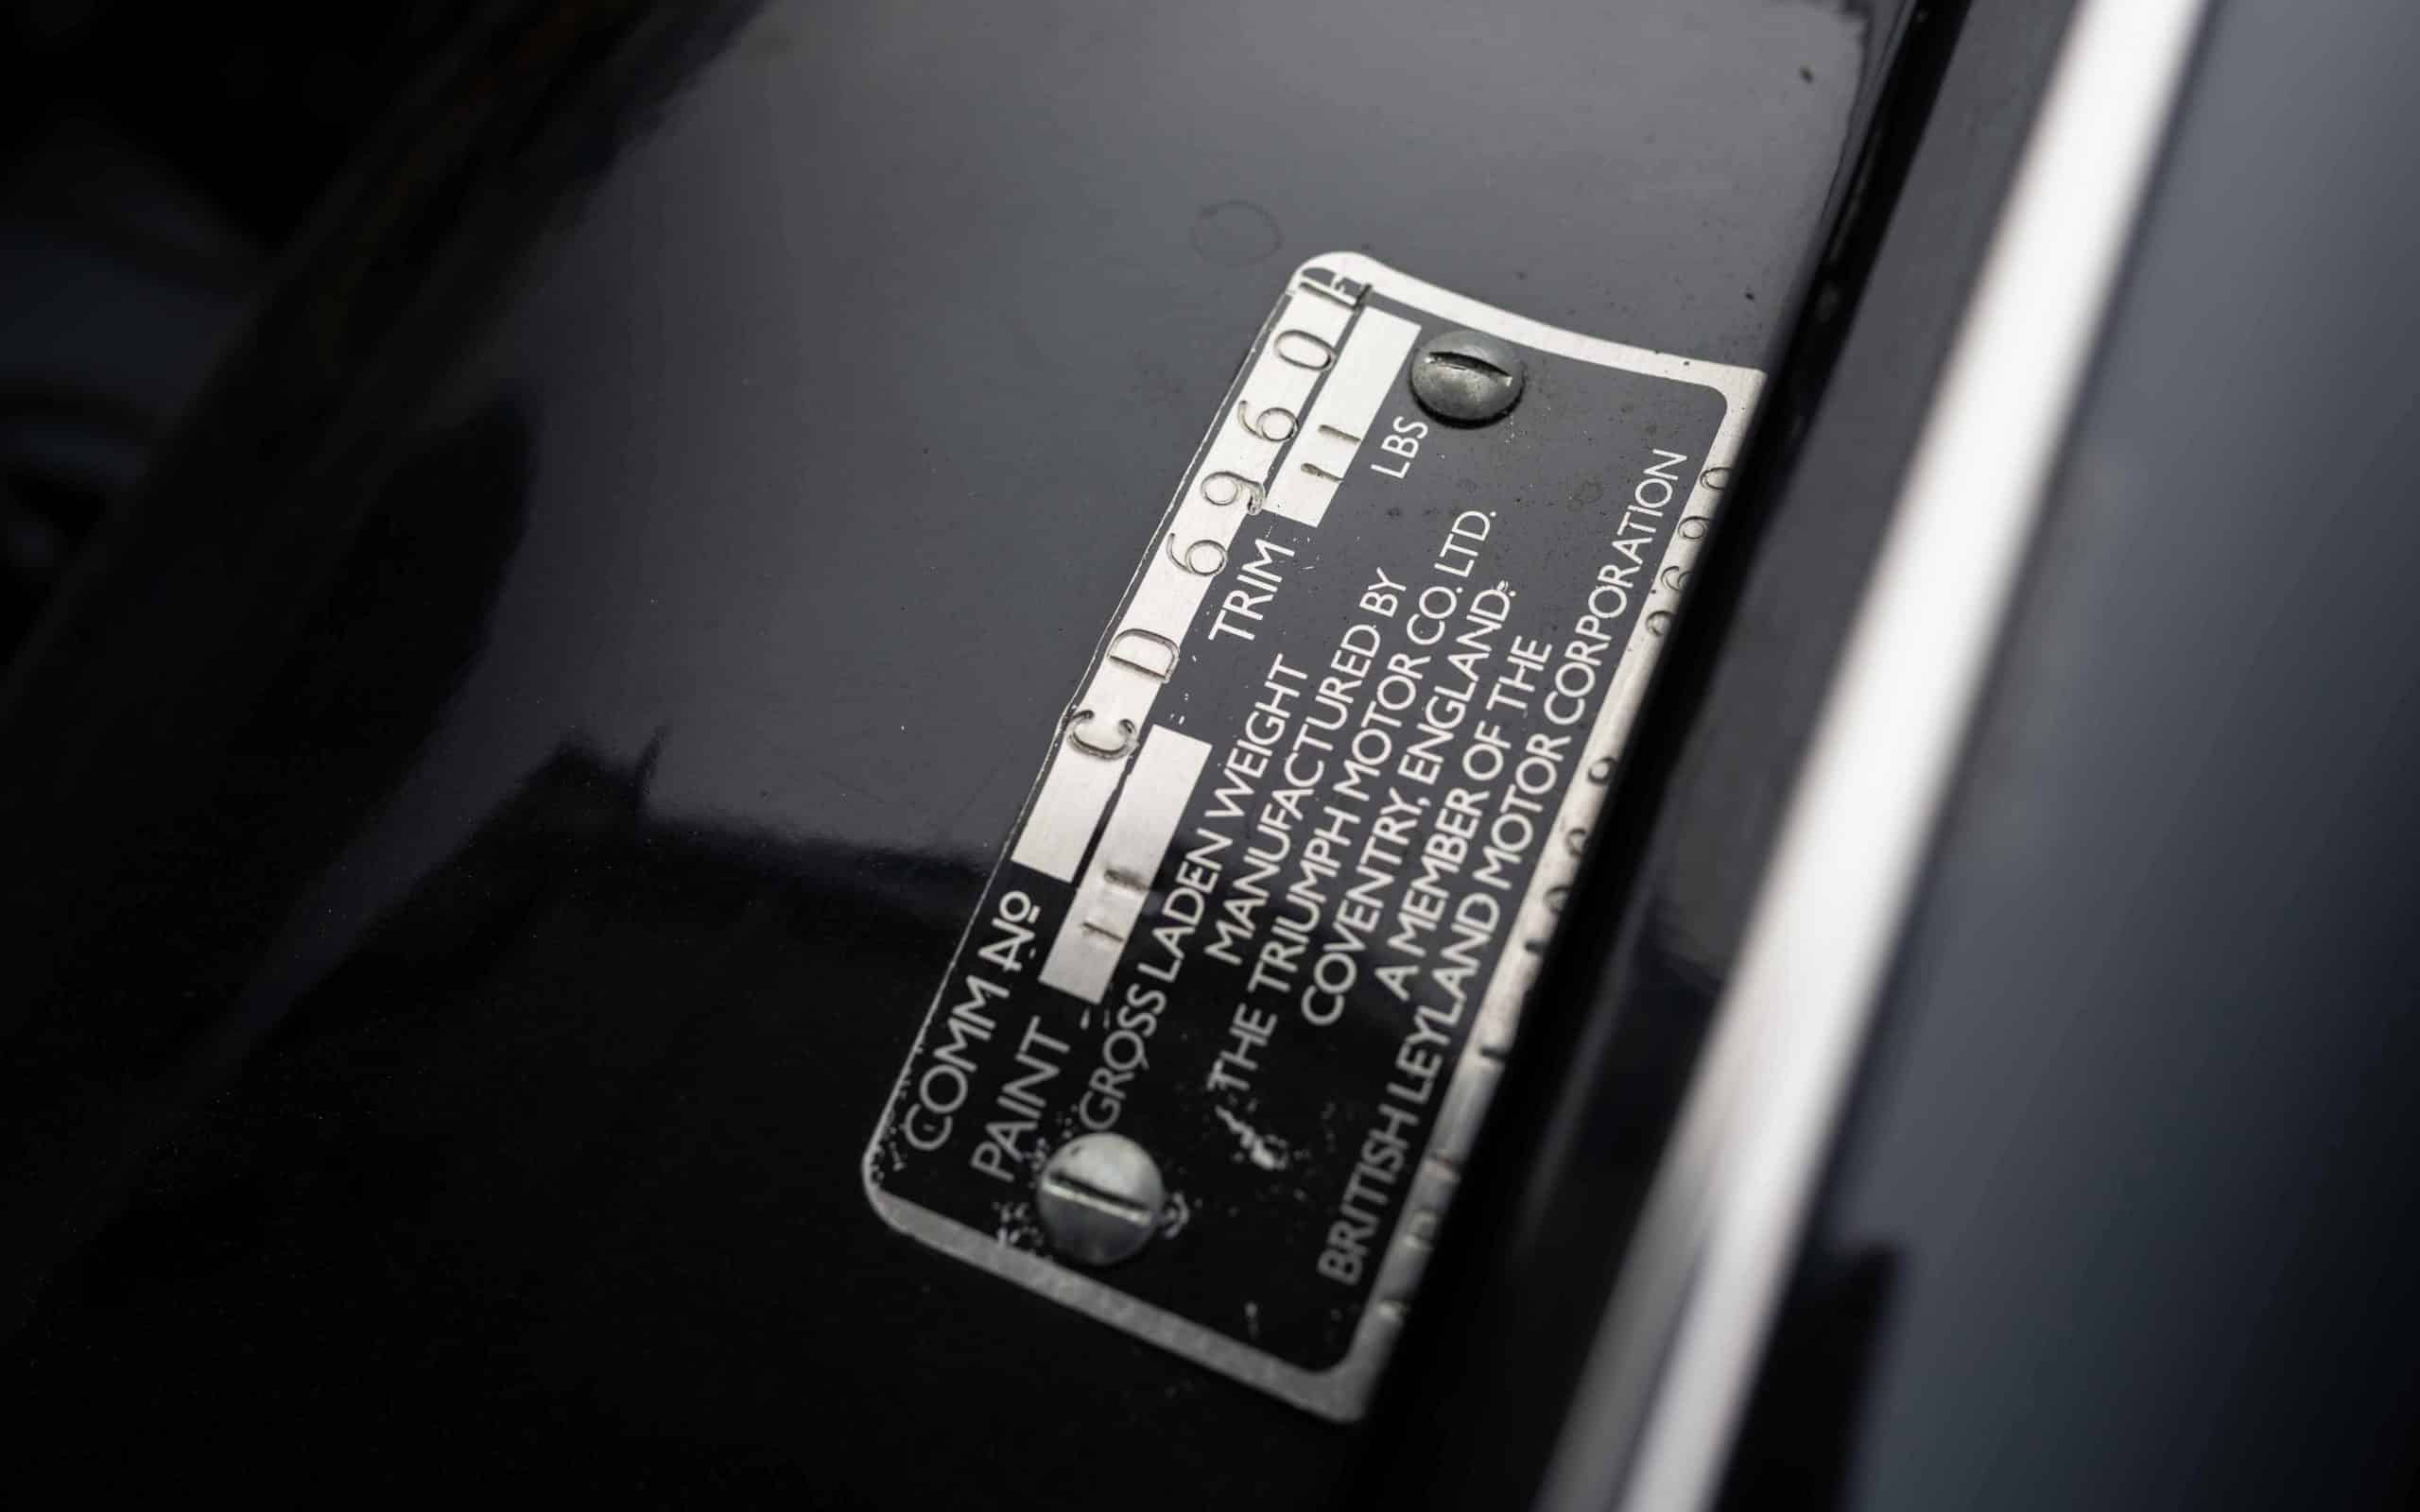 COMM No C D 6960L
PAINT 11 TRIM 11
GROSS LADEN WEIGHT LBS
MANUFACTURED BY
THE TRIUMPH MOTOR CO. LTD.
COVENTRY, ENGLAND.
A MEMBER OF THE
BRITISH LEYLAND MOTOR CORPORATION